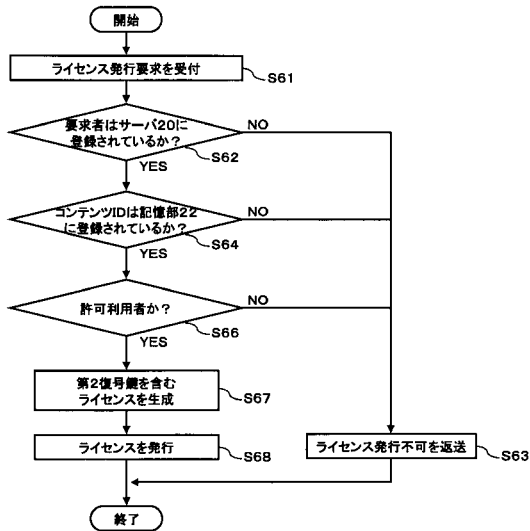 開始
ライセンス発行要求を受付
S61
要求者はサーバ20に
登録されているか？
NO
S62
YES
コンテンツIDは記憶部22
に登録されているか？
NO
S64
YES
許可利用者か？
NO
S66
YES
第2復号鍵を含む
ライセンスを生成
S67
ライセンスを発行
S68
ライセンス発行不可を返送
S63
終了